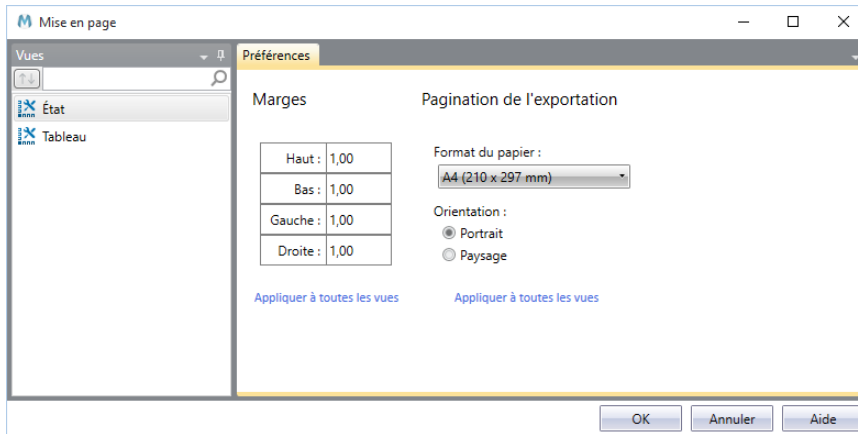 Mise en page
Vues
Préférences
État
Tableau
Marges
Pagination de l'exportation
Haut : 1,00
Bas : 1,00
Gauche : 1,00
Droite : 1,00
Format du papier :
A4 (210 x 297 mm)
Orientation :
Portrait
Paysage
Appliquer à toutes les vues
Appliquer à toutes les vues
OK
Annuler
Aide